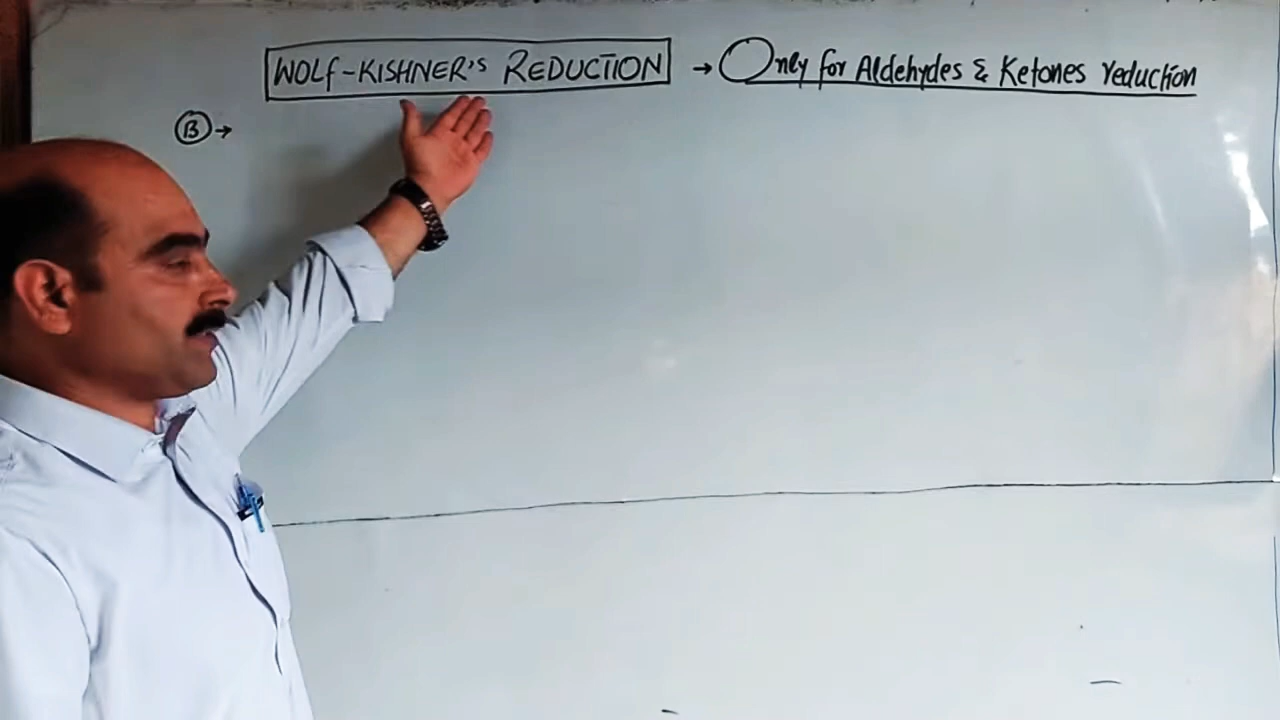 WOLF-KISHNER'S REDUCTION → Only for Aldehydes & Ketones reduction
B →